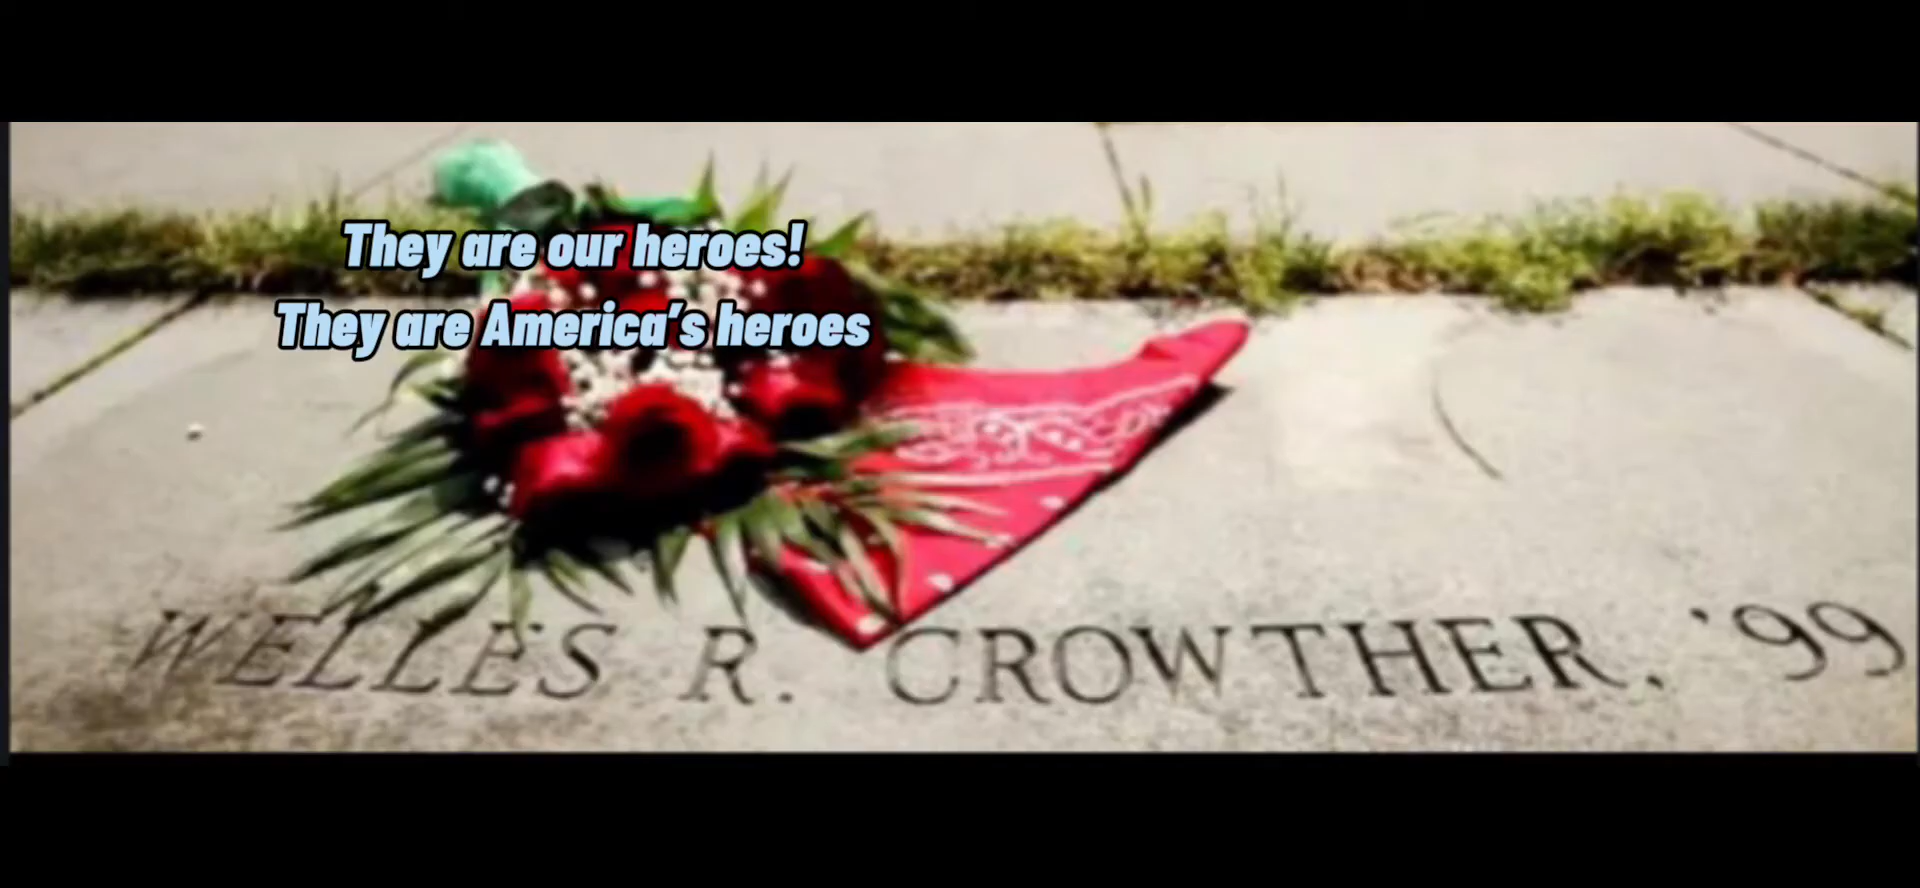 They are our heroes!
They are America's heroes
WELLES R. CROWTHER, '99